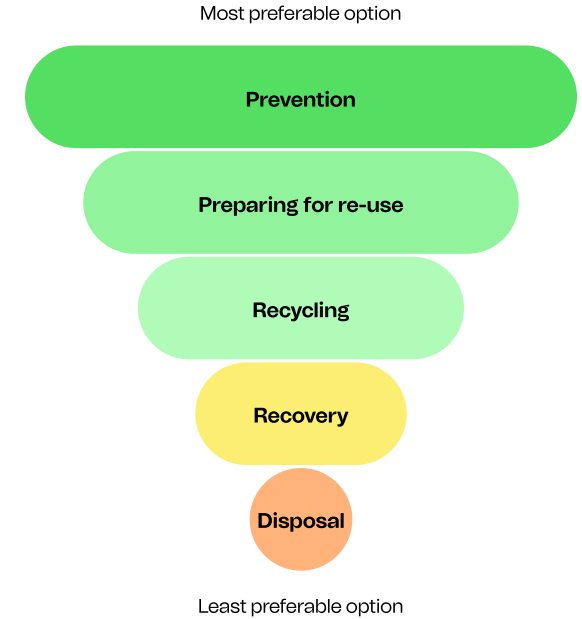 Most preferable option
Prevention
Preparing for re-use
Recycling
Recovery
Disposal
Least preferable option